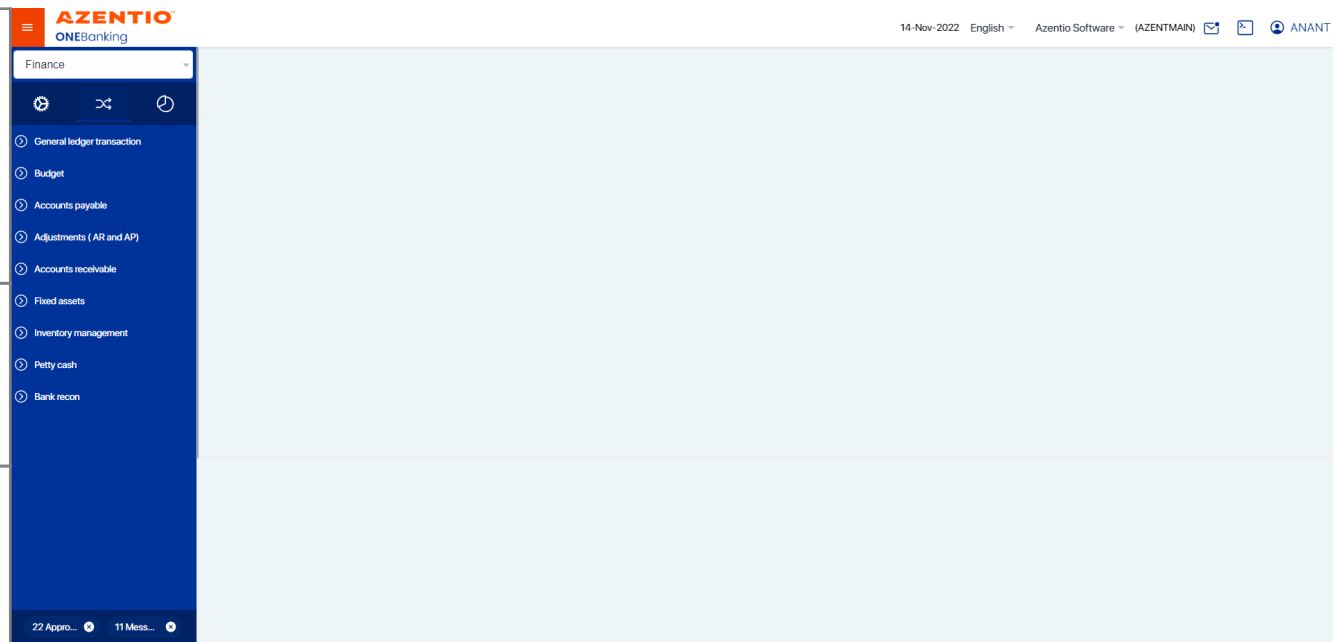 AZENTIO™
ONEBanking
14-Nov-2022 English Azentio Software (AZENTMAIN) ANANT
Finance
General ledger transaction
Budget
Accounts payable
Adjustments ( AR and AP)
Accounts receivable
Fixed assets
Inventory management
Petty cash
Bank recon
22 Appro... 11 Mess...